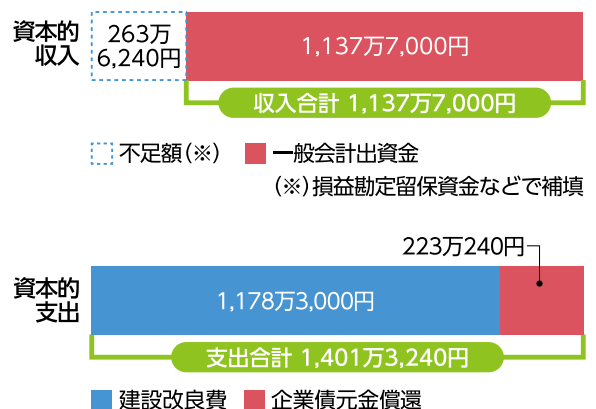 資本的
収入
263万
6,240円
1,137万7,000円
収入合計 1,137万7,000円
不足額(※)
一般会計出資金
(※)損益勘定留保資金などで補填
223万240円
資本的
支出
1,178万3,000円
支出合計 1,401万3,240円
建設改良費
企業債元金償還